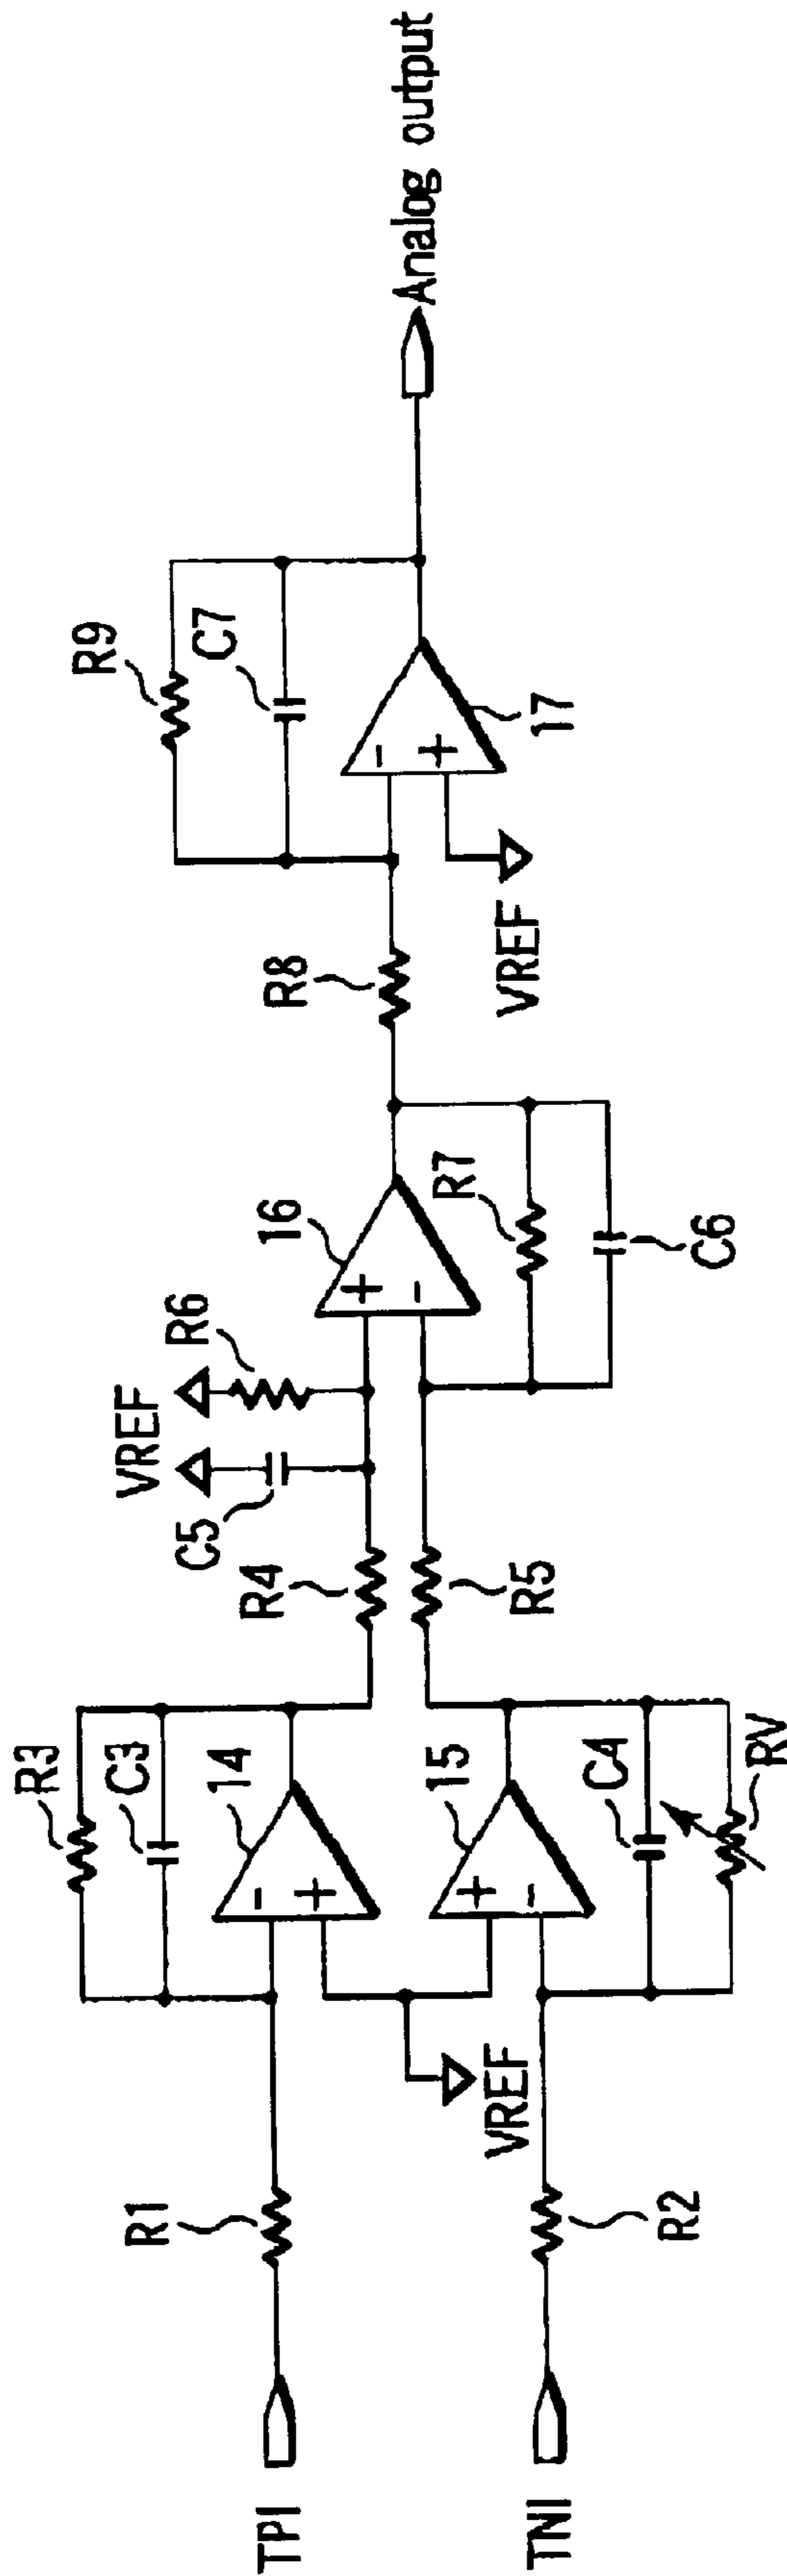 TPI
R1
R3
C3
14
R4
C5
VREF
R6
16
R8
R9
C7
17
VREF
Analog output
TNI
R2
VREF
15
C4
RV
R5
R7
C6
-
+
+
-
+
-
-
+